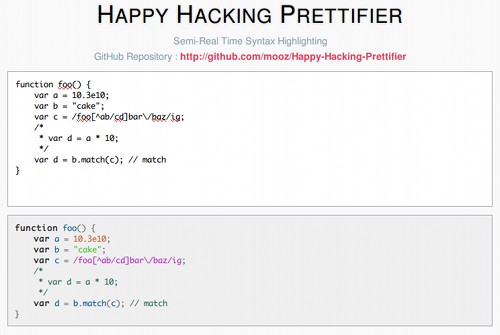 Happy Hacking Prettifier
Semi-Real Time Syntax Highlighting
GitHub Repository : http://github.com/mooz/Happy-Hacking-Prettifier
function foo() {
    var a = 10.3e10;
    var b = "cake";
    var c = /foo[^ab/cd]bar\/baz/ig;
    /*
     * var d = a * 10;
     */
    var d = b.match(c); // match
}
function foo() {
    var a = 10.3e10;
    var b = "cake";
    var c = /foo[^ab/cd]bar\/baz/ig;
    /*
     * var d = a * 10;
     */
    var d = b.match(c); // match
}